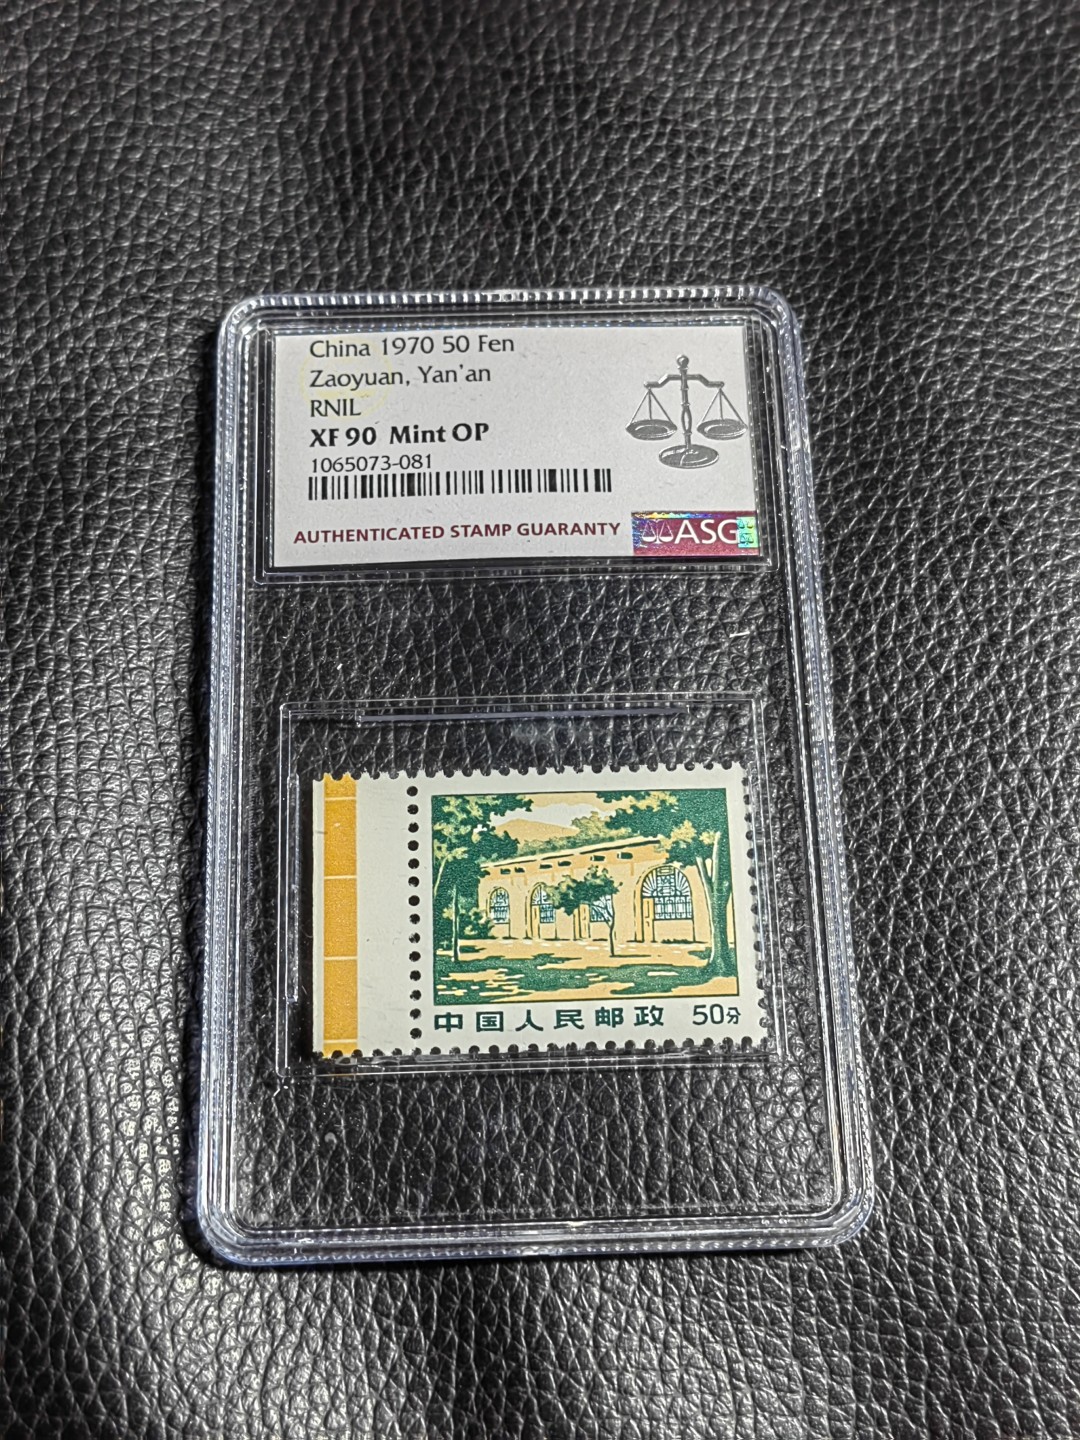 China 1970 50 Fen
Zaoyuan, Yan'an
RNIL
XF 90 Mint OP
1065073-081
AUTHENTICATED STAMP GUARANTY
ASG
中国人民邮政 50分